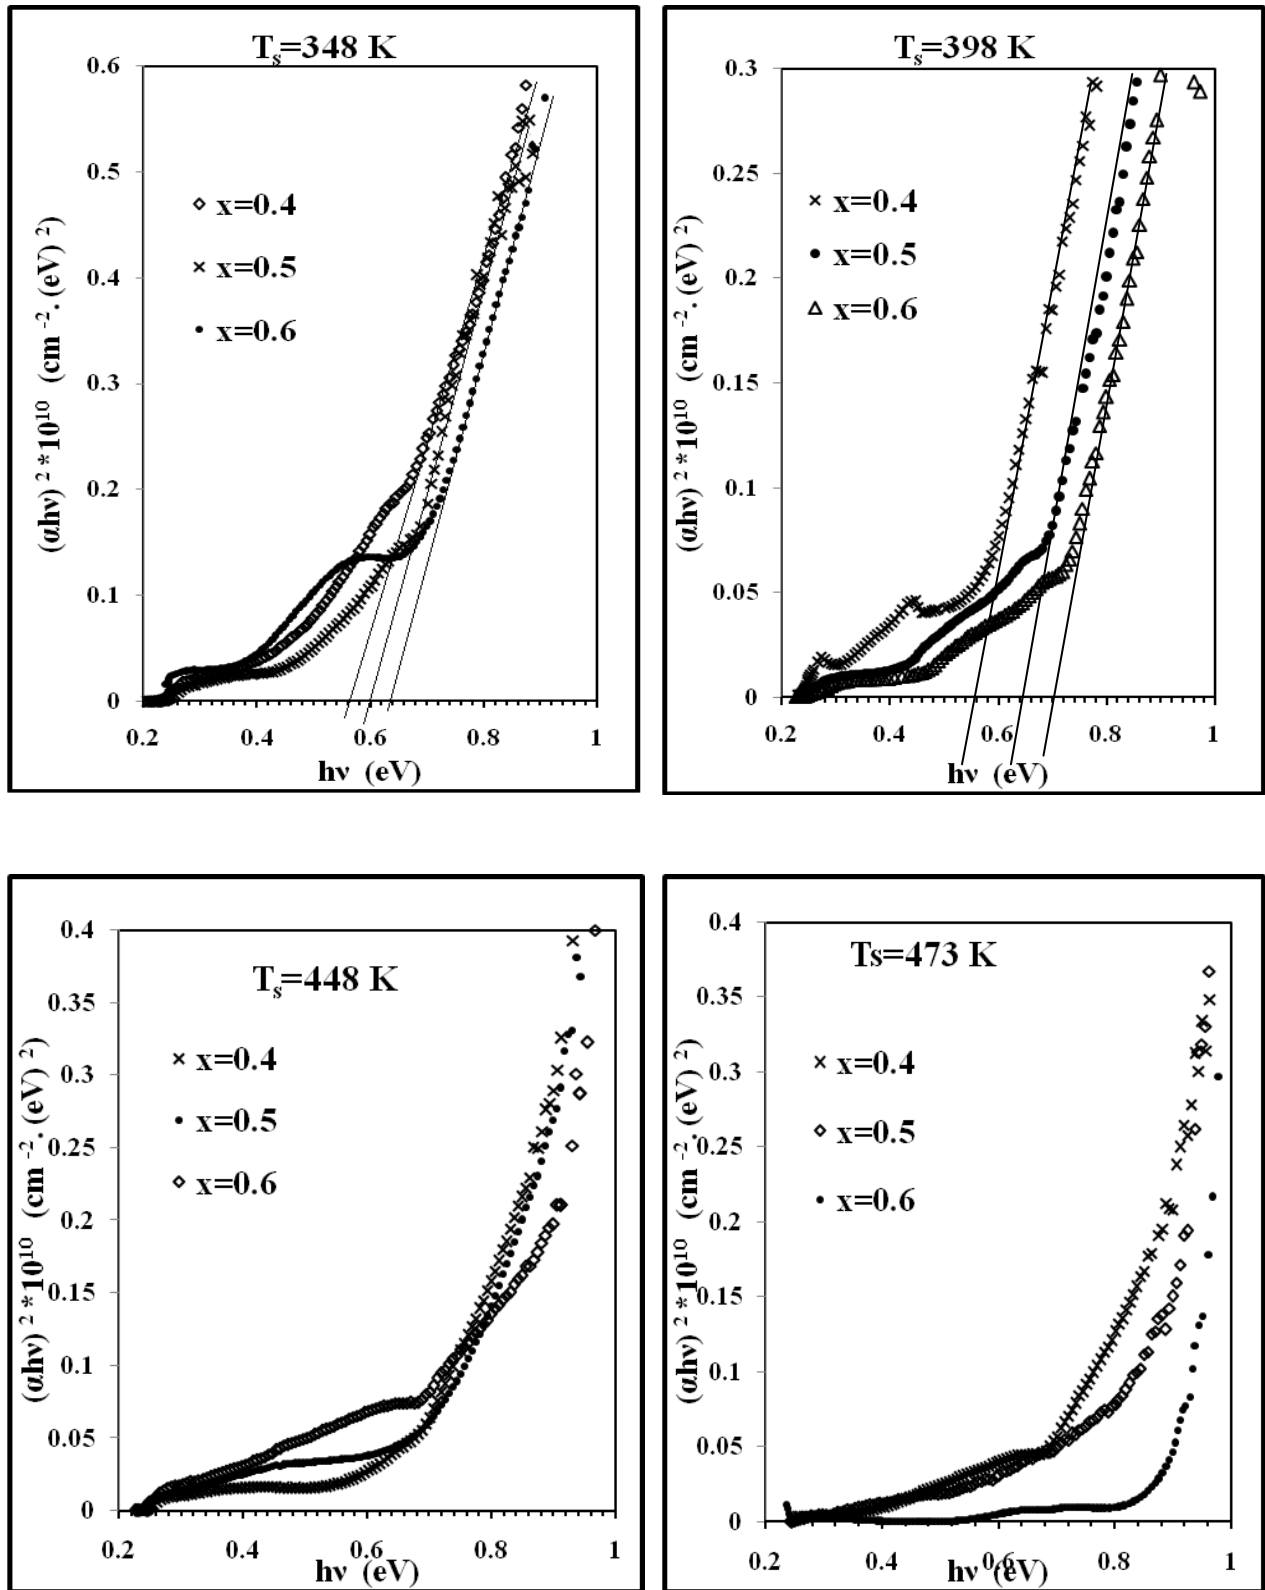 T_s=348 K
0.6
0.5
0.4
0.3
0.2
0.1
0
(αhν)² *10¹⁰ (cm⁻².(eV)²)
x=0.4
x=0.5
x=0.6
0.2 0.4 0.6 0.8 1
hν (eV)
T_s=398 K
0.3
0.25
0.2
0.15
0.1
0.05
0
(αhν)² *10¹⁰ (cm⁻².(eV)²)
x=0.4
x=0.5
x=0.6
0.2 0.4 0.6 0.8 1
hν (eV)
T_s=448 K
0.4
0.35
0.3
0.25
0.2
0.15
0.1
0.05
0
(αhν)² *10¹⁰ (cm⁻².(eV)²)
x=0.4
x=0.5
x=0.6
0.2 0.4 0.6 0.8 1
hν (eV)
Ts=473 K
0.4
0.35
0.3
0.25
0.2
0.15
0.1
0.05
0
(αhν)² *10¹⁰ (cm⁻².(eV)²)
x=0.4
x=0.5
x=0.6
0.2 0.4 0.6 0.8 1
hν (eV)